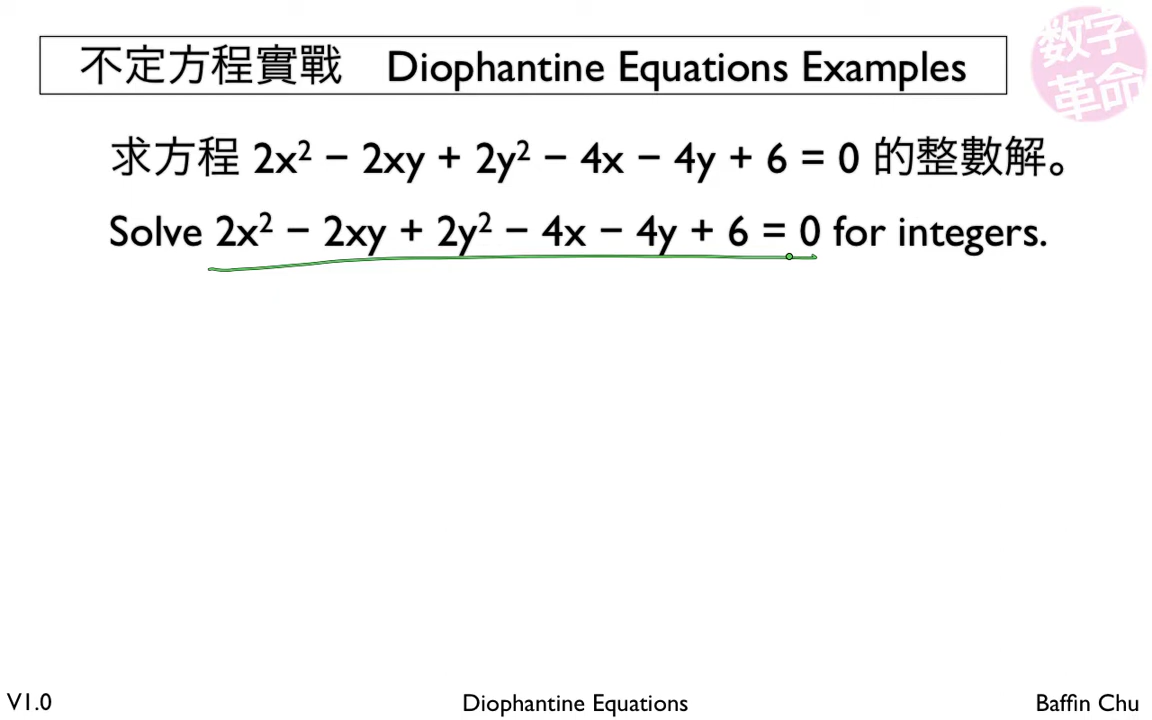 不定方程實戰 Diophantine Equations Examples
数字
革命
求方程 2x² − 2xy + 2y² − 4x − 4y + 6 = 0 的整數解。
Solve 2x² − 2xy + 2y² − 4x − 4y + 6 = 0 for integers.
V1.0 Diophantine Equations Baffin Chu